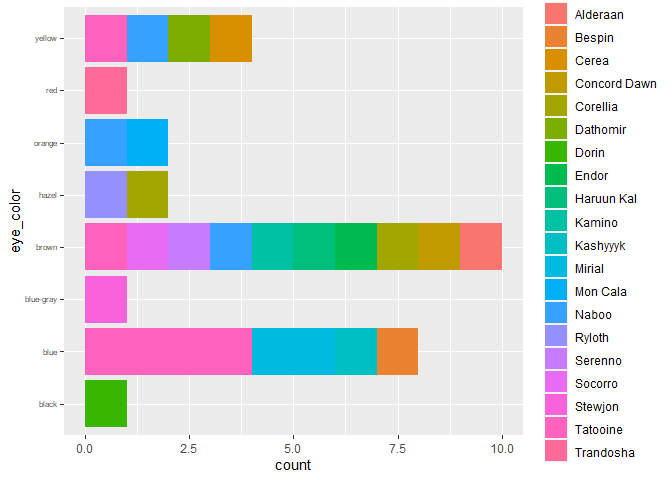 yellow
red
orange
hazel
brown
blue-gray
blue
black
eye_color
0.0 2.5 5.0 7.5 10.0
count
Alderaan
Bespin
Cerea
Concord Dawn
Corellia
Dathomir
Dorin
Endor
Haruun Kal
Kamino
Kashyyyk
Mirial
Mon Cala
Naboo
Ryloth
Serenno
Socorro
Stewjon
Tatooine
Trandosha